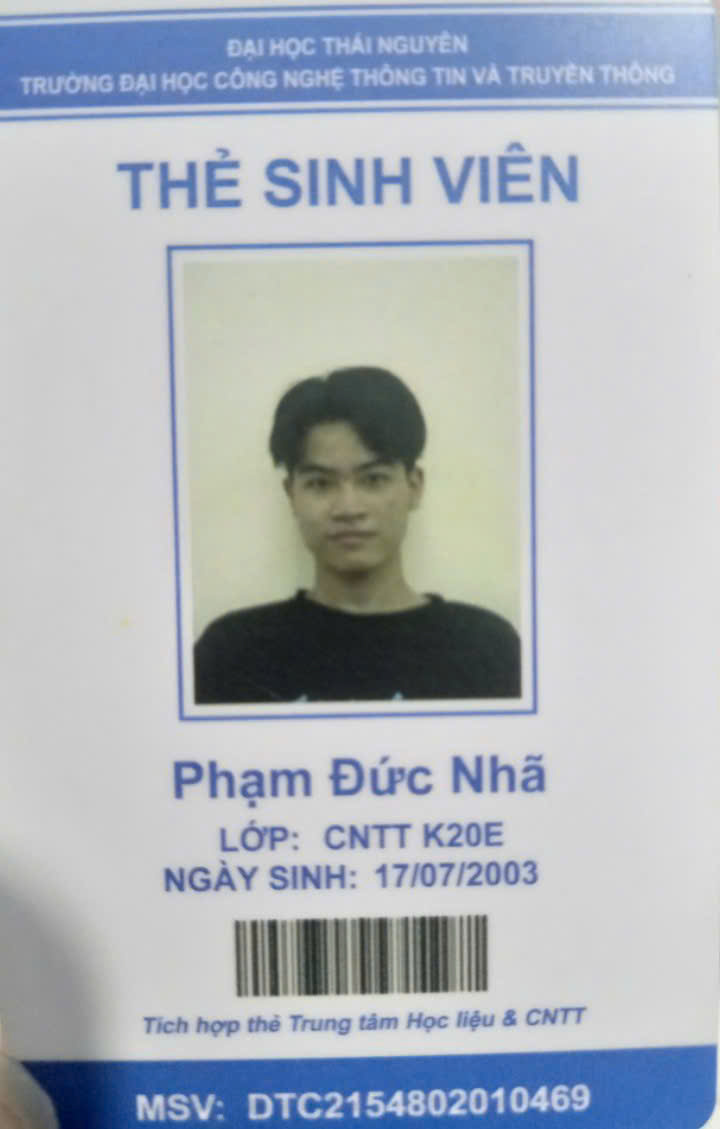 ĐẠI HỌC THÁI NGUYÊN
TRƯỜNG ĐẠI HỌC CÔNG NGHỆ THÔNG TIN VÀ TRUYỀN THÔNG
THẺ SINH VIÊN
Phạm Đức Nhã
LỚP: CNTT K20E
NGÀY SINH: 17/07/2003
Tích hợp thẻ Trung tâm Học liệu & CNTT
MSV: DTC2154802010469